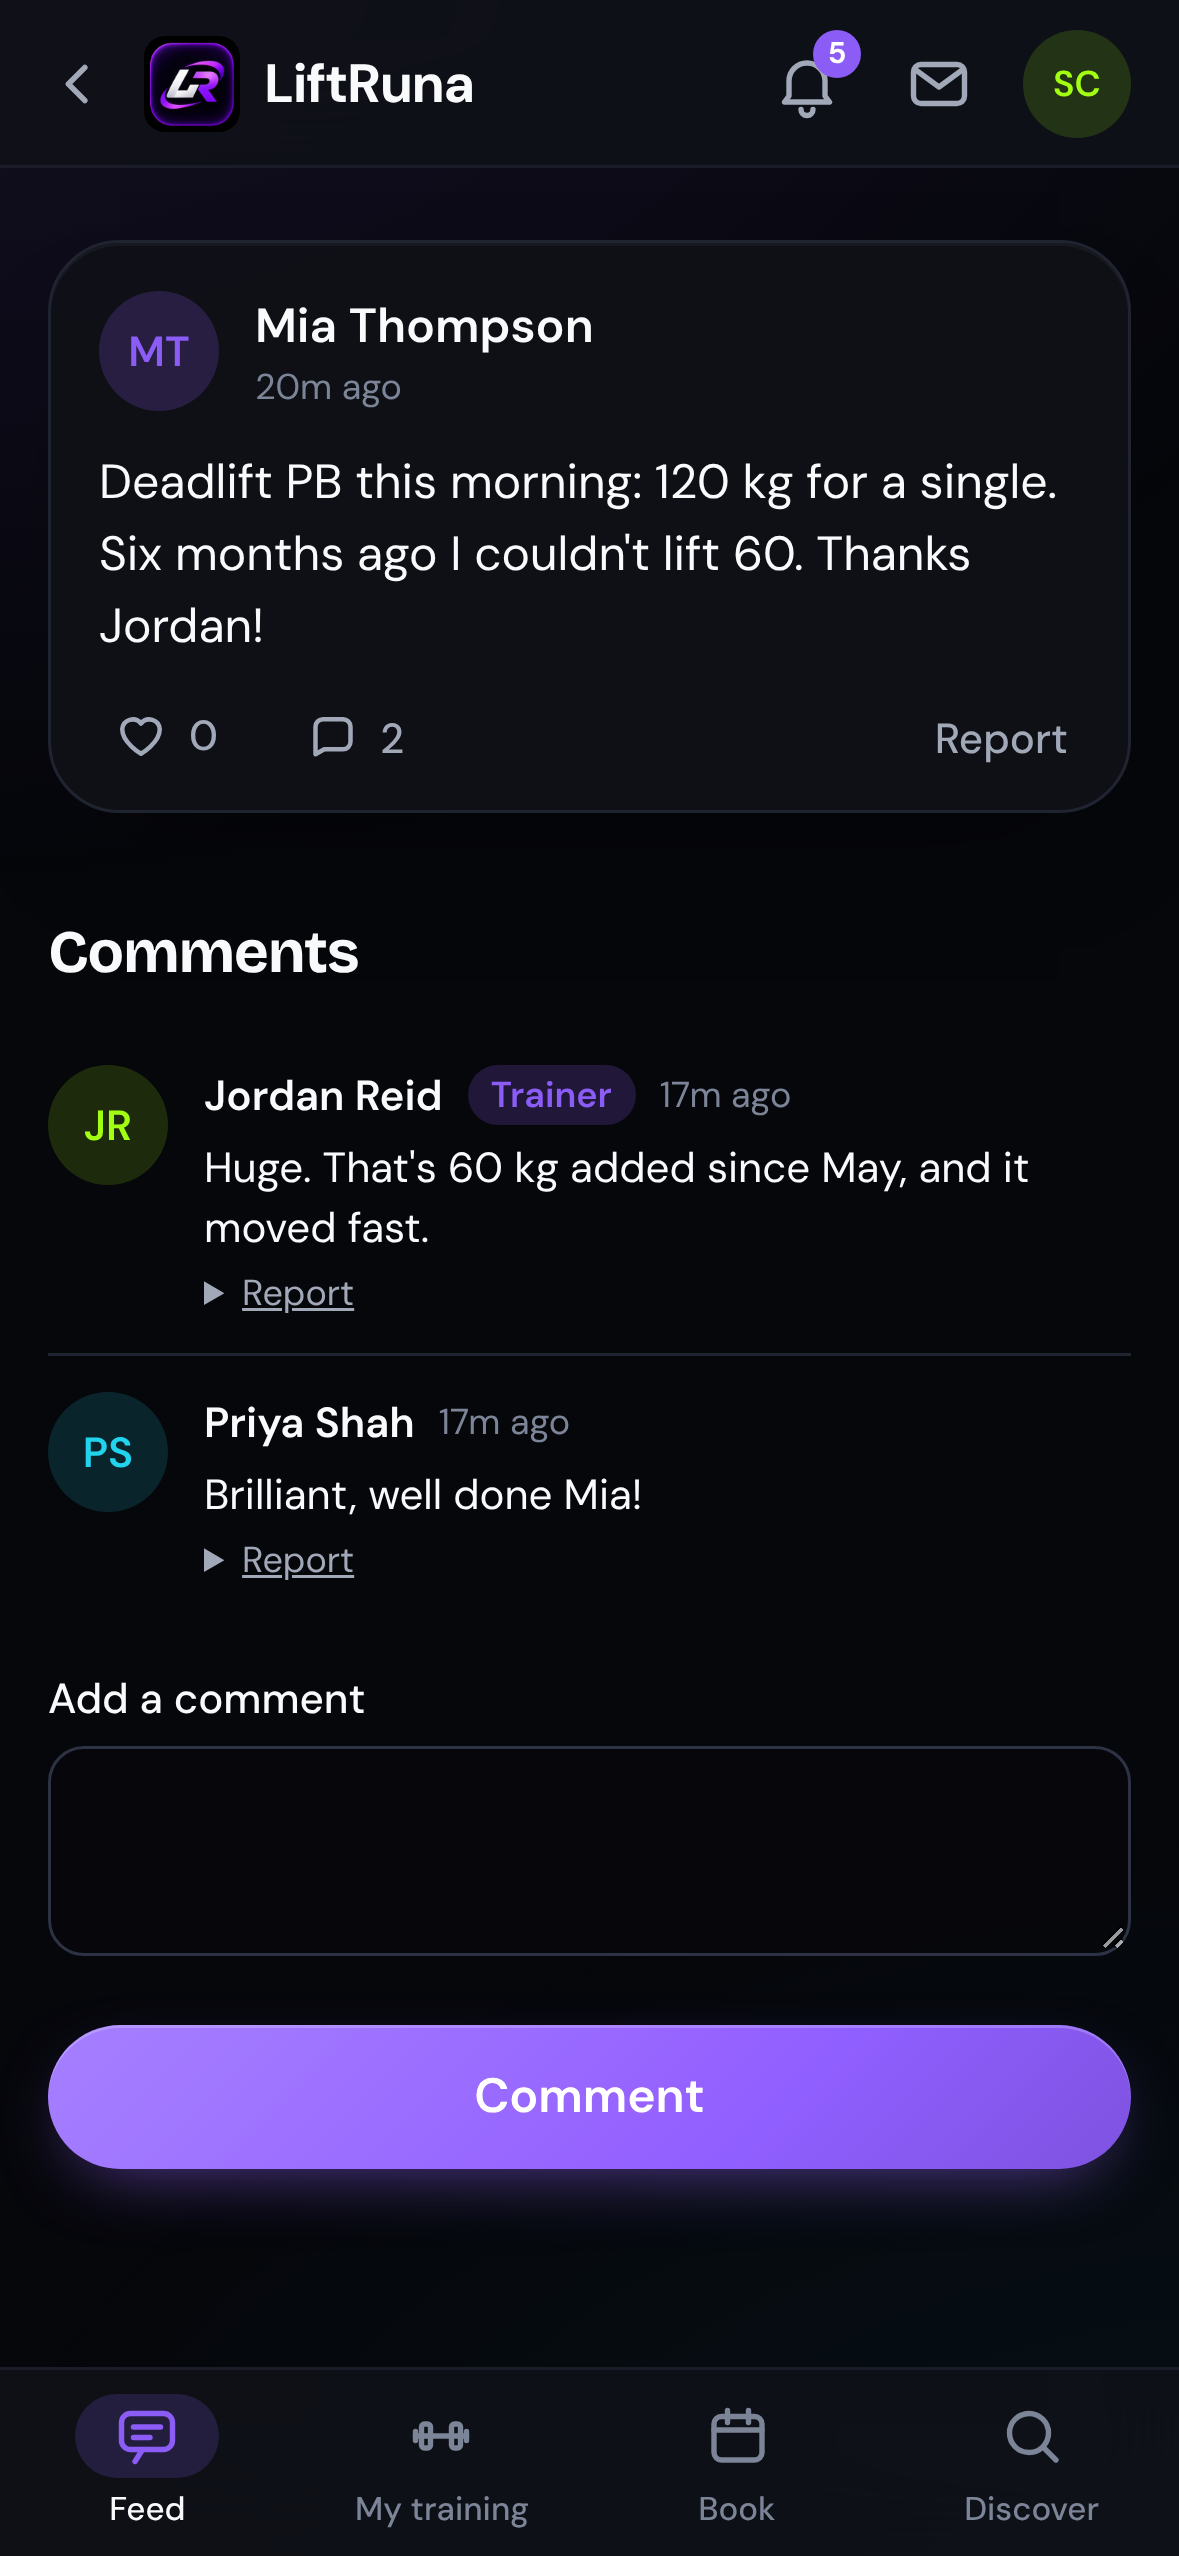 LiftRuna
5
SC
MT
Mia Thompson
20m ago
Deadlift PB this morning: 120 kg for a single.
Six months ago I couldn't lift 60. Thanks
Jordan!
0
2
Report
Comments
JR
Jordan Reid Trainer 17m ago
Huge. That's 60 kg added since May, and it
moved fast.
Report
PS
Priya Shah 17m ago
Brilliant, well done Mia!
Report
Add a comment
Comment
Feed
My training
Book
Discover